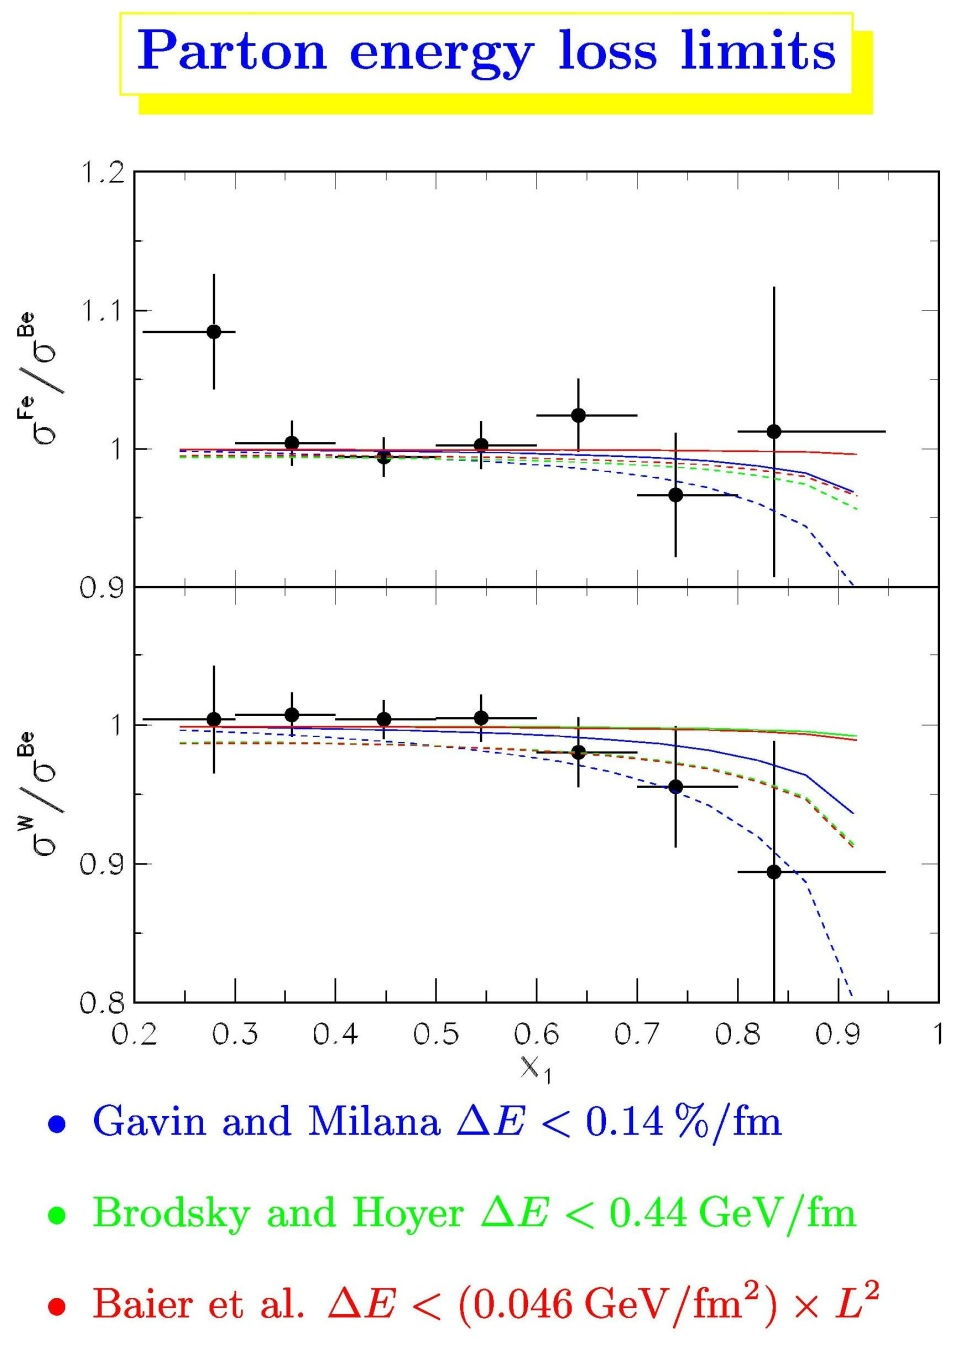 Parton energy loss limits
1.2
1.1
1
0.9
σ^Fe / σ^Be
1
0.9
0.8
σ^W / σ^Be
0.2 0.3 0.4 0.5 0.6 0.7 0.8 0.9 1
x₁
• Gavin and Milana ΔE < 0.14 %/fm
• Brodsky and Hoyer ΔE < 0.44 GeV/fm
• Baier et al. ΔE < (0.046 GeV/fm²) × L²